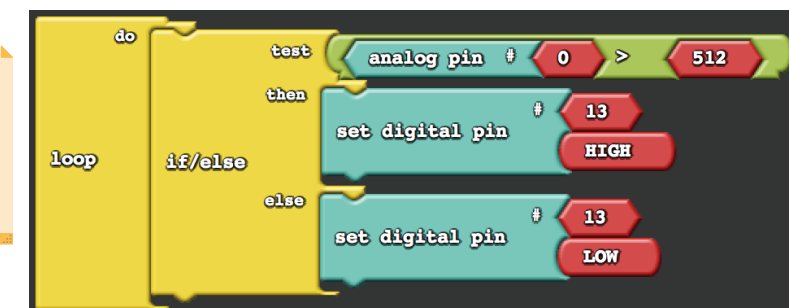 do
test analog pin # 0 > 512
then
set digital pin # 13
HIGH
loop if/else
else
set digital pin # 13
LOW